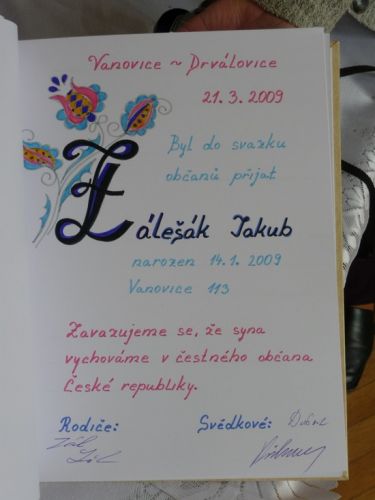 Vanovice ~ Drválovice
21. 3. 2009
Byl do svazku
občanů přijat
Zálešák Jakub
narozen 14. 1. 2009
Vanovice 113
Zavazujeme se, že syna
vychováme v čestného občana
České republiky.
Rodiče: Svědkové: